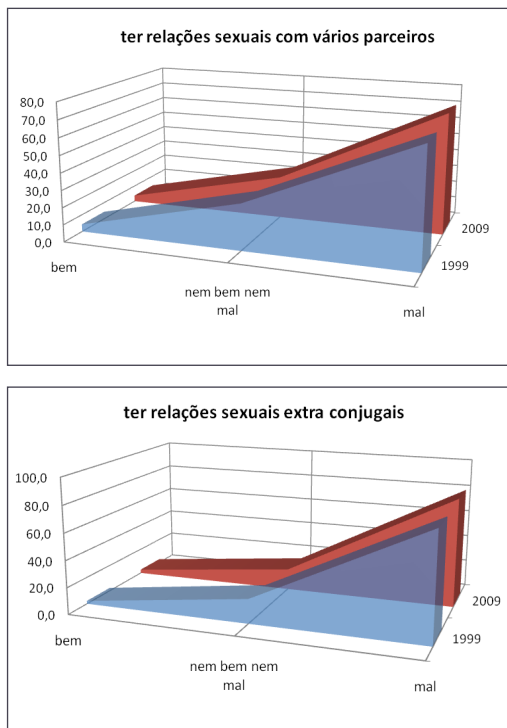 ter relações sexuais com vários parceiros
80,0
70,0
60,0
50,0
40,0
30,0
20,0
10,0
0,0
bem
nem bem nem
mal
mal
1999
2009
ter relações sexuais extra conjugais
100,0
80,0
60,0
40,0
20,0
0,0
bem
nem bem nem
mal
mal
1999
2009